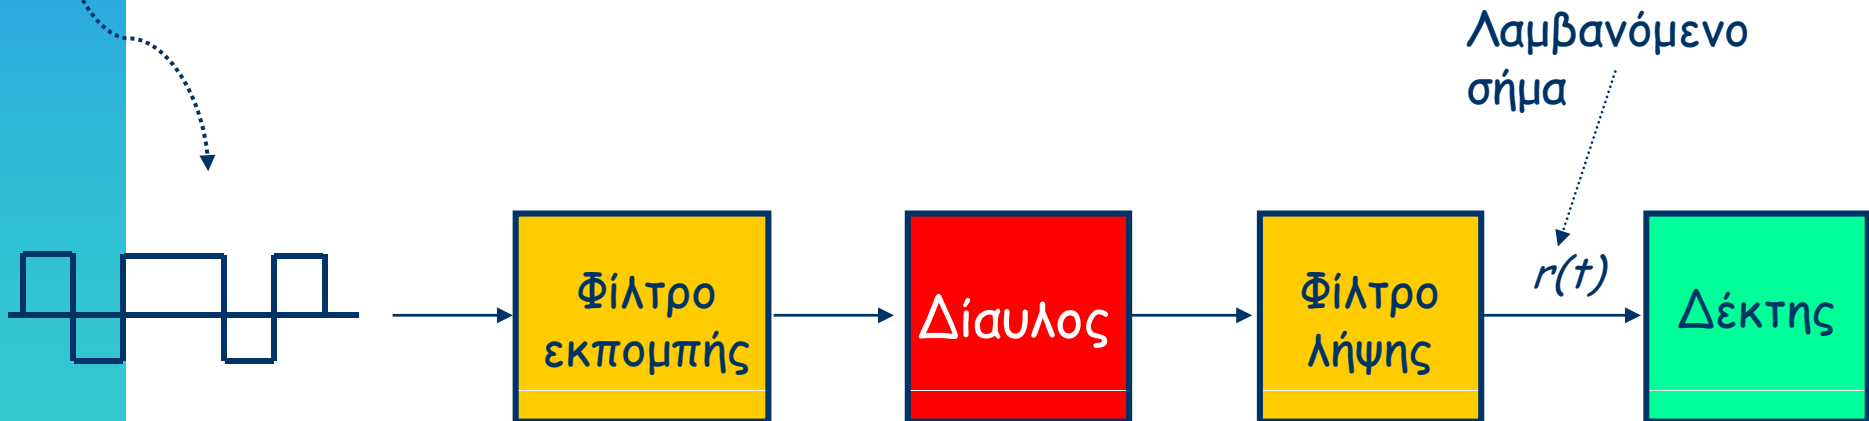 Λαμβανόμενο
σήμα
Φίλτρο
εκπομπής
Δίαυλος
Φίλτρο
λήψης
r(t)
Δέκτης